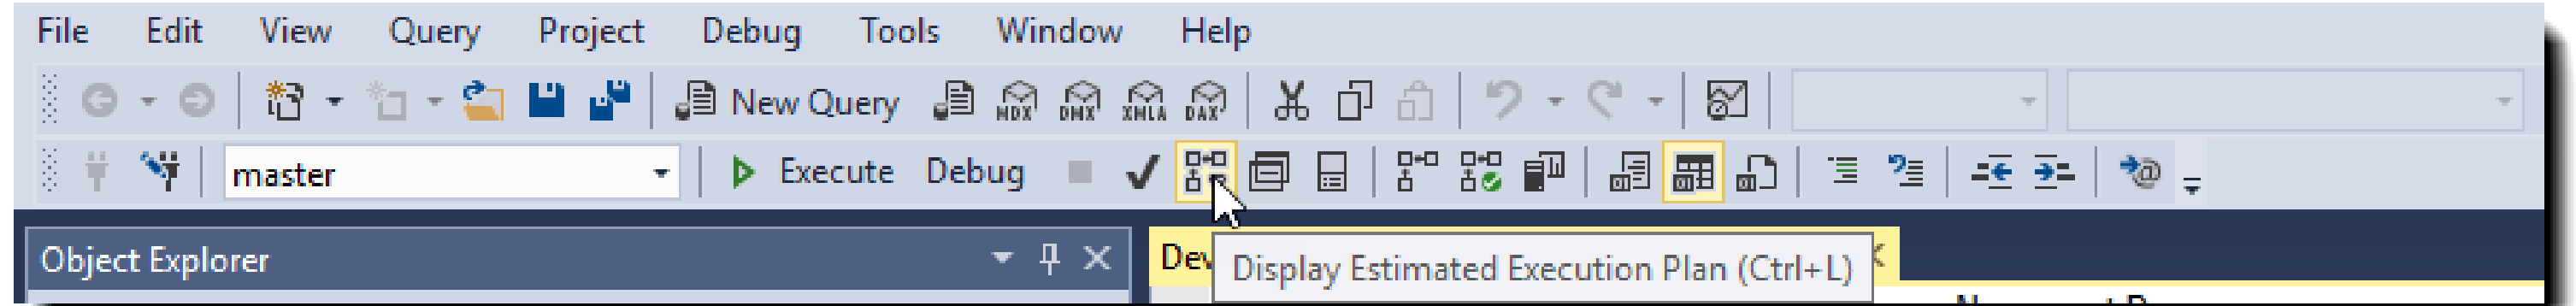 File Edit View Query Project Debug Tools Window Help
New Query MDX DMX XMLA DAX
master Execute Debug
Object Explorer
Display Estimated Execution Plan (Ctrl+L)